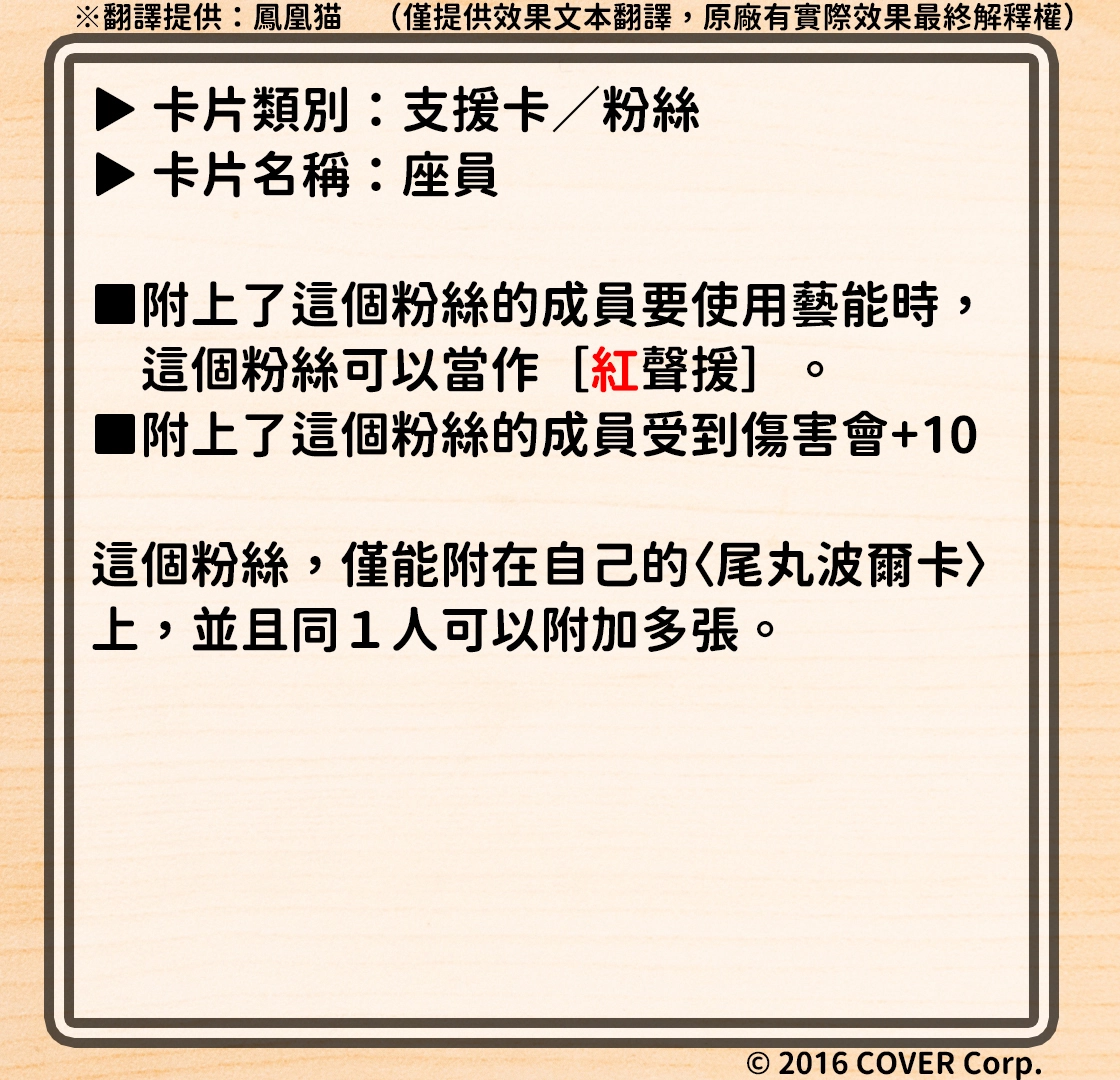 ※翻譯提供：鳳凰猫　（僅提供效果文本翻譯，原廠有實際效果最終解釋權）
▶ 卡片類別：支援卡／粉絲
▶ 卡片名稱：座員
■附上了這個粉絲的成員要使用藝能時，
這個粉絲可以當作［紅聲援］。
■附上了這個粉絲的成員受到傷害會+10
這個粉絲，僅能附在自己的〈尾丸波爾卡〉
上，並且同１人可以附加多張。
© 2016 COVER Corp.